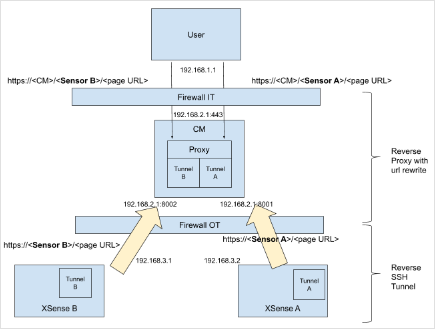 User
192.168.1.1
https://<CM>/<Sensor B>/<page URL>
https://<CM>/<Sensor A>/<page URL>
Firewall IT
192.168.2.1:443
CM
Proxy
Tunnel
B
Tunnel
A
Reverse
Proxy with
url rewrite
192.168.2.1:8002
192.168.2.1:8001
Firewall OT
https://<Sensor B>/<page URL>
https://<Sensor A>/<page URL>
192.168.3.1
192.168.3.2
Reverse
SSH
Tunnel
Tunnel
B
XSense B
Tunnel
A
XSense A